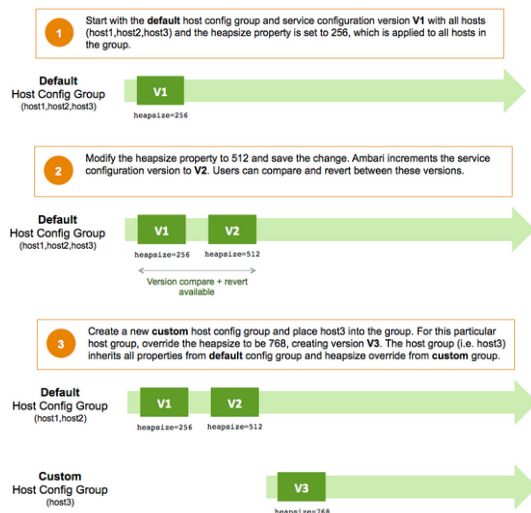 1
Start with the default host config group and service configuration version V1 with all hosts
(host1,host2,host3) and the heapsize property is set to 256, which is applied to all hosts in
the group.
Default
Host Config Group
(host1,host2,host3)
V1
heapsize=256
2
Modify the heapsize property to 512 and save the change. Ambari increments the service
configuration version to V2. Users can compare and revert between these versions.
Default
Host Config Group
(host1,host2,host3)
V1
V2
heapsize=256
heapsize=512
Version compare + revert
available
3
Create a new custom host config group and place host3 into the group. For this particular
host group, override the heapsize to be 768, creating version V3. The host group (i.e. host3)
inherits all properties from default config group and heapsize override from custom group.
Default
Host Config Group
(host1,host2)
V1
V2
heapsize=256
heapsize=512
Custom
Host Config Group
(host3)
V3
heapsize=768